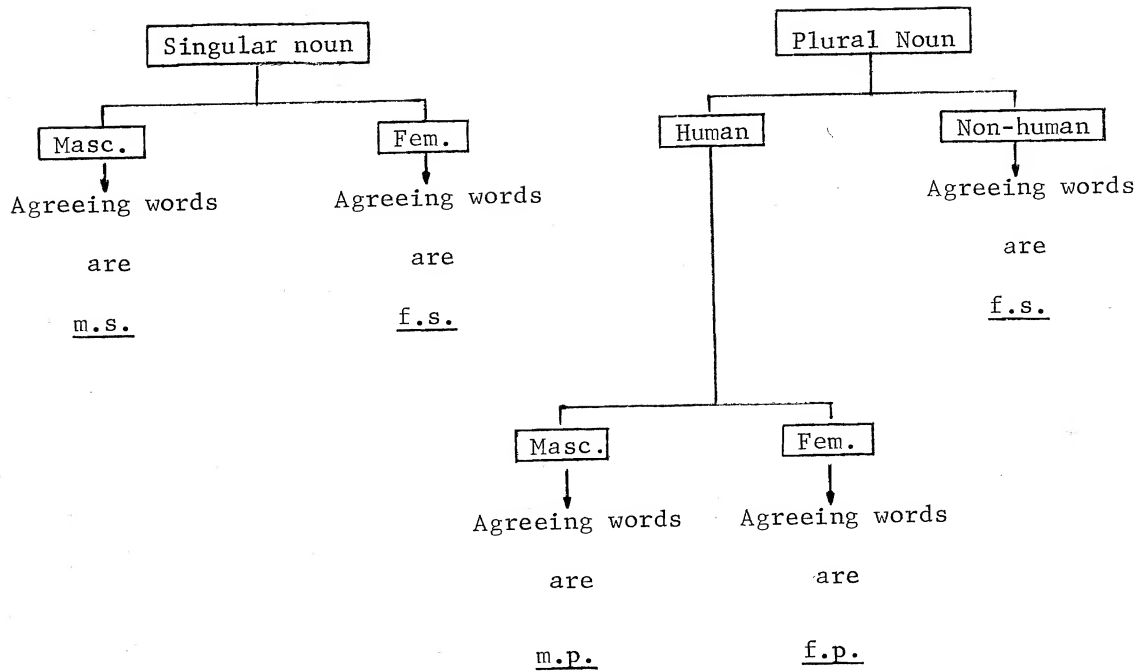 Singular noun
Plural Noun
Masc.
Fem.
Human
Non-human
Agreeing words
are
m.s.
Agreeing words
are
f.s.
Agreeing words
are
f.s.
Masc.
Fem.
Agreeing words
are
m.p.
Agreeing words
are
f.p.